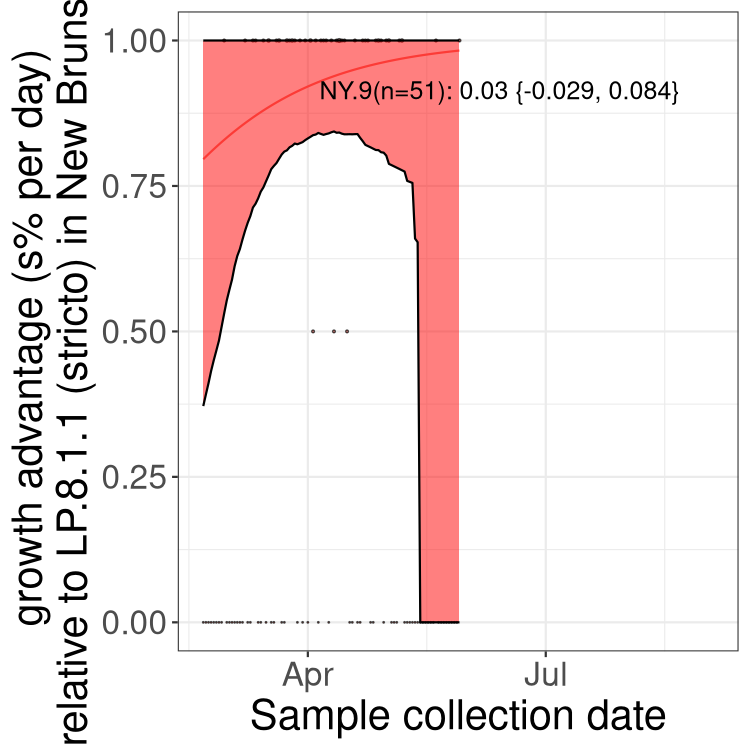 growth advantage (s% per day)
relative to LP.8.1.1 (stricto) in New Bruns
1.00
0.75
0.50
0.25
0.00
NY.9(n=51): 0.03 {-0.029, 0.084}
Apr
Jul
Sample collection date